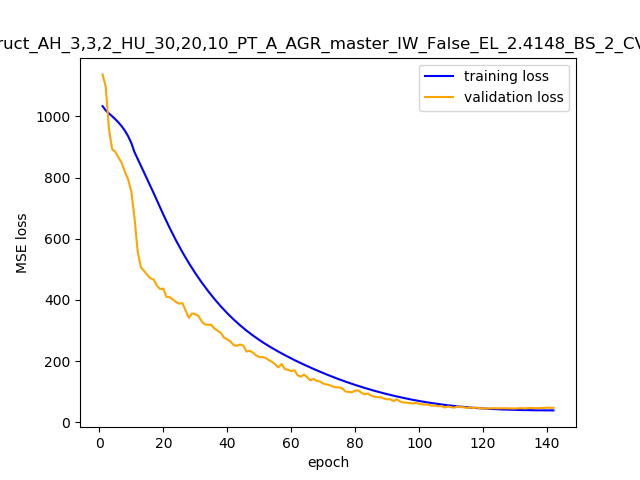 ruct_AH_3,3,2_HU_30,20,10_PT_A_AGR_master_IW_False_EL_2.4148_BS_2_CV
training loss
validation loss
MSE loss
1000
800
600
400
200
0
0 20 40 60 80 100 120 140
epoch